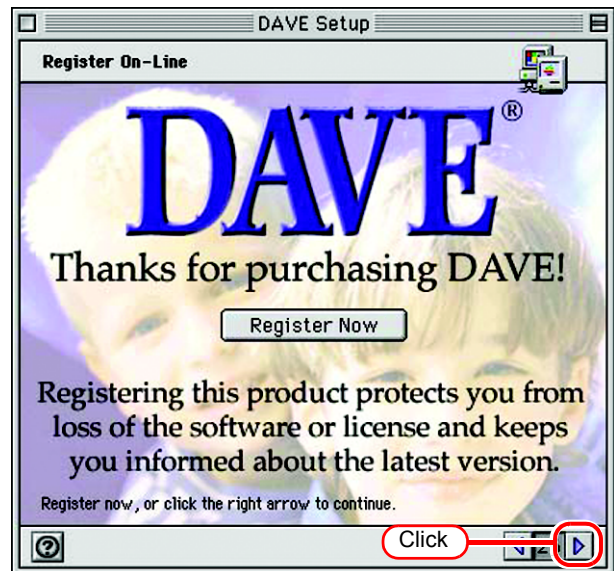 DAVE Setup
Register On-Line
DAVE®
Thanks for purchasing DAVE!
Register Now
Registering this product protects you from
loss of the software or license and keeps
you informed about the latest version.
Register now, or click the right arrow to continue.
?
Click
2